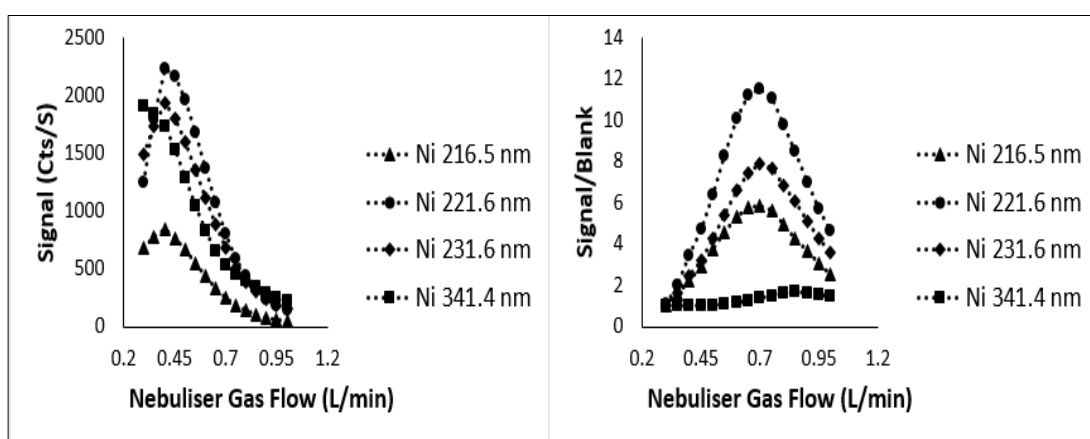 2500
2000
1500
1000
500
0
Signal (Cts/S)
0.2 0.45 0.7 0.95 1.2
Nebuliser Gas Flow (L/min)
Ni 216.5 nm
Ni 221.6 nm
Ni 231.6 nm
Ni 341.4 nm
14
12
10
8
6
4
2
0
Signal/Blank
0.2 0.45 0.7 0.95 1.2
Nebuliser Gas Flow (L/min)
Ni 216.5 nm
Ni 221.6 nm
Ni 231.6 nm
Ni 341.4 nm